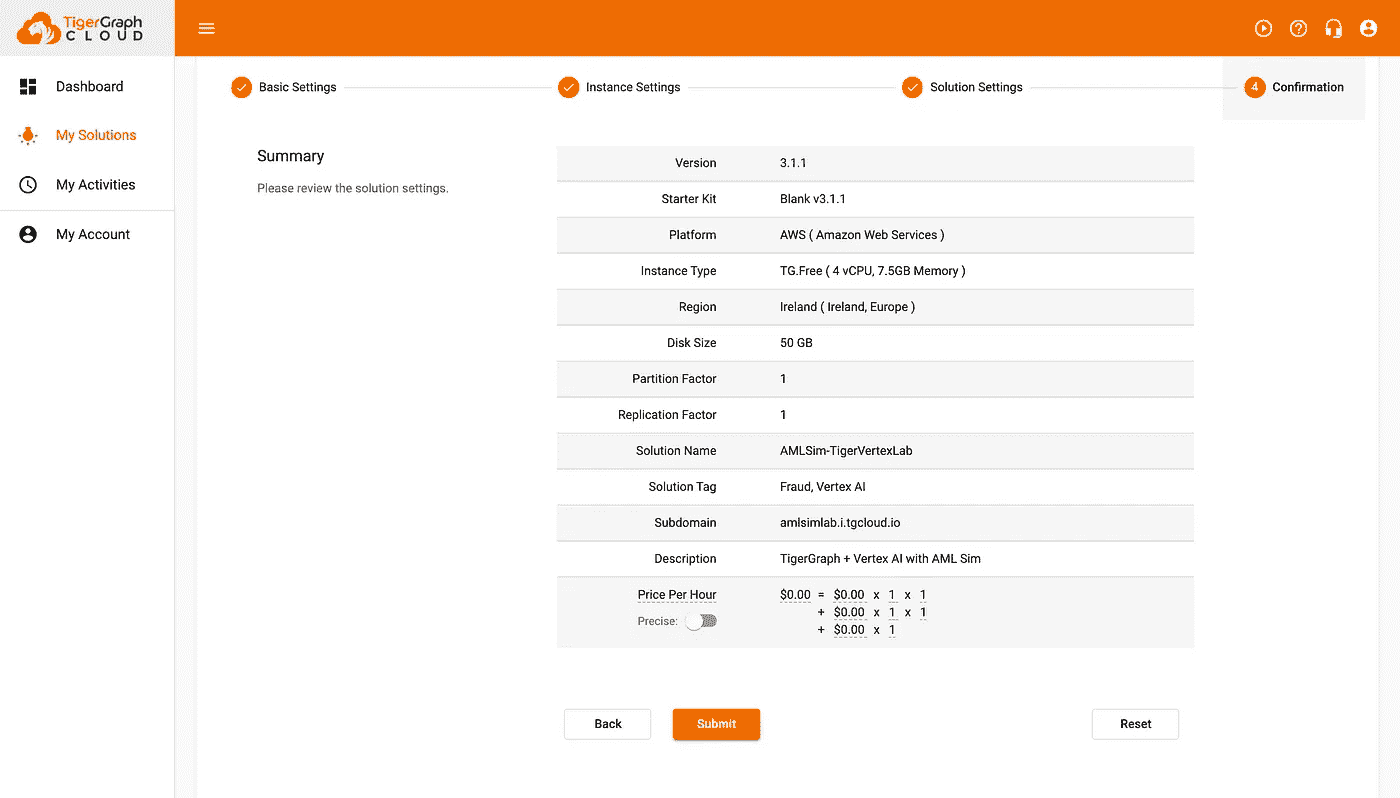 TigerGraph
CLOUD
Dashboard
My Solutions
My Activities
My Account
Basic Settings
Instance Settings
Solution Settings
4 Confirmation
Summary
Please review the solution settings.
Version 3.1.1
Starter Kit Blank v3.1.1
Platform AWS ( Amazon Web Services )
Instance Type TG.Free ( 4 vCPU, 7.5GB Memory )
Region Ireland ( Ireland, Europe )
Disk Size 50 GB
Partition Factor 1
Replication Factor 1
Solution Name AMLSim-TigerVertexLab
Solution Tag Fraud, Vertex AI
Subdomain amlsimlab.i.tgcloud.io
Description TigerGraph + Vertex AI with AML Sim
Price Per Hour $0.00 = $0.00 x 1 x 1
+ $0.00 x 1 x 1
Precise:
+ $0.00 x 1
Back Submit Reset